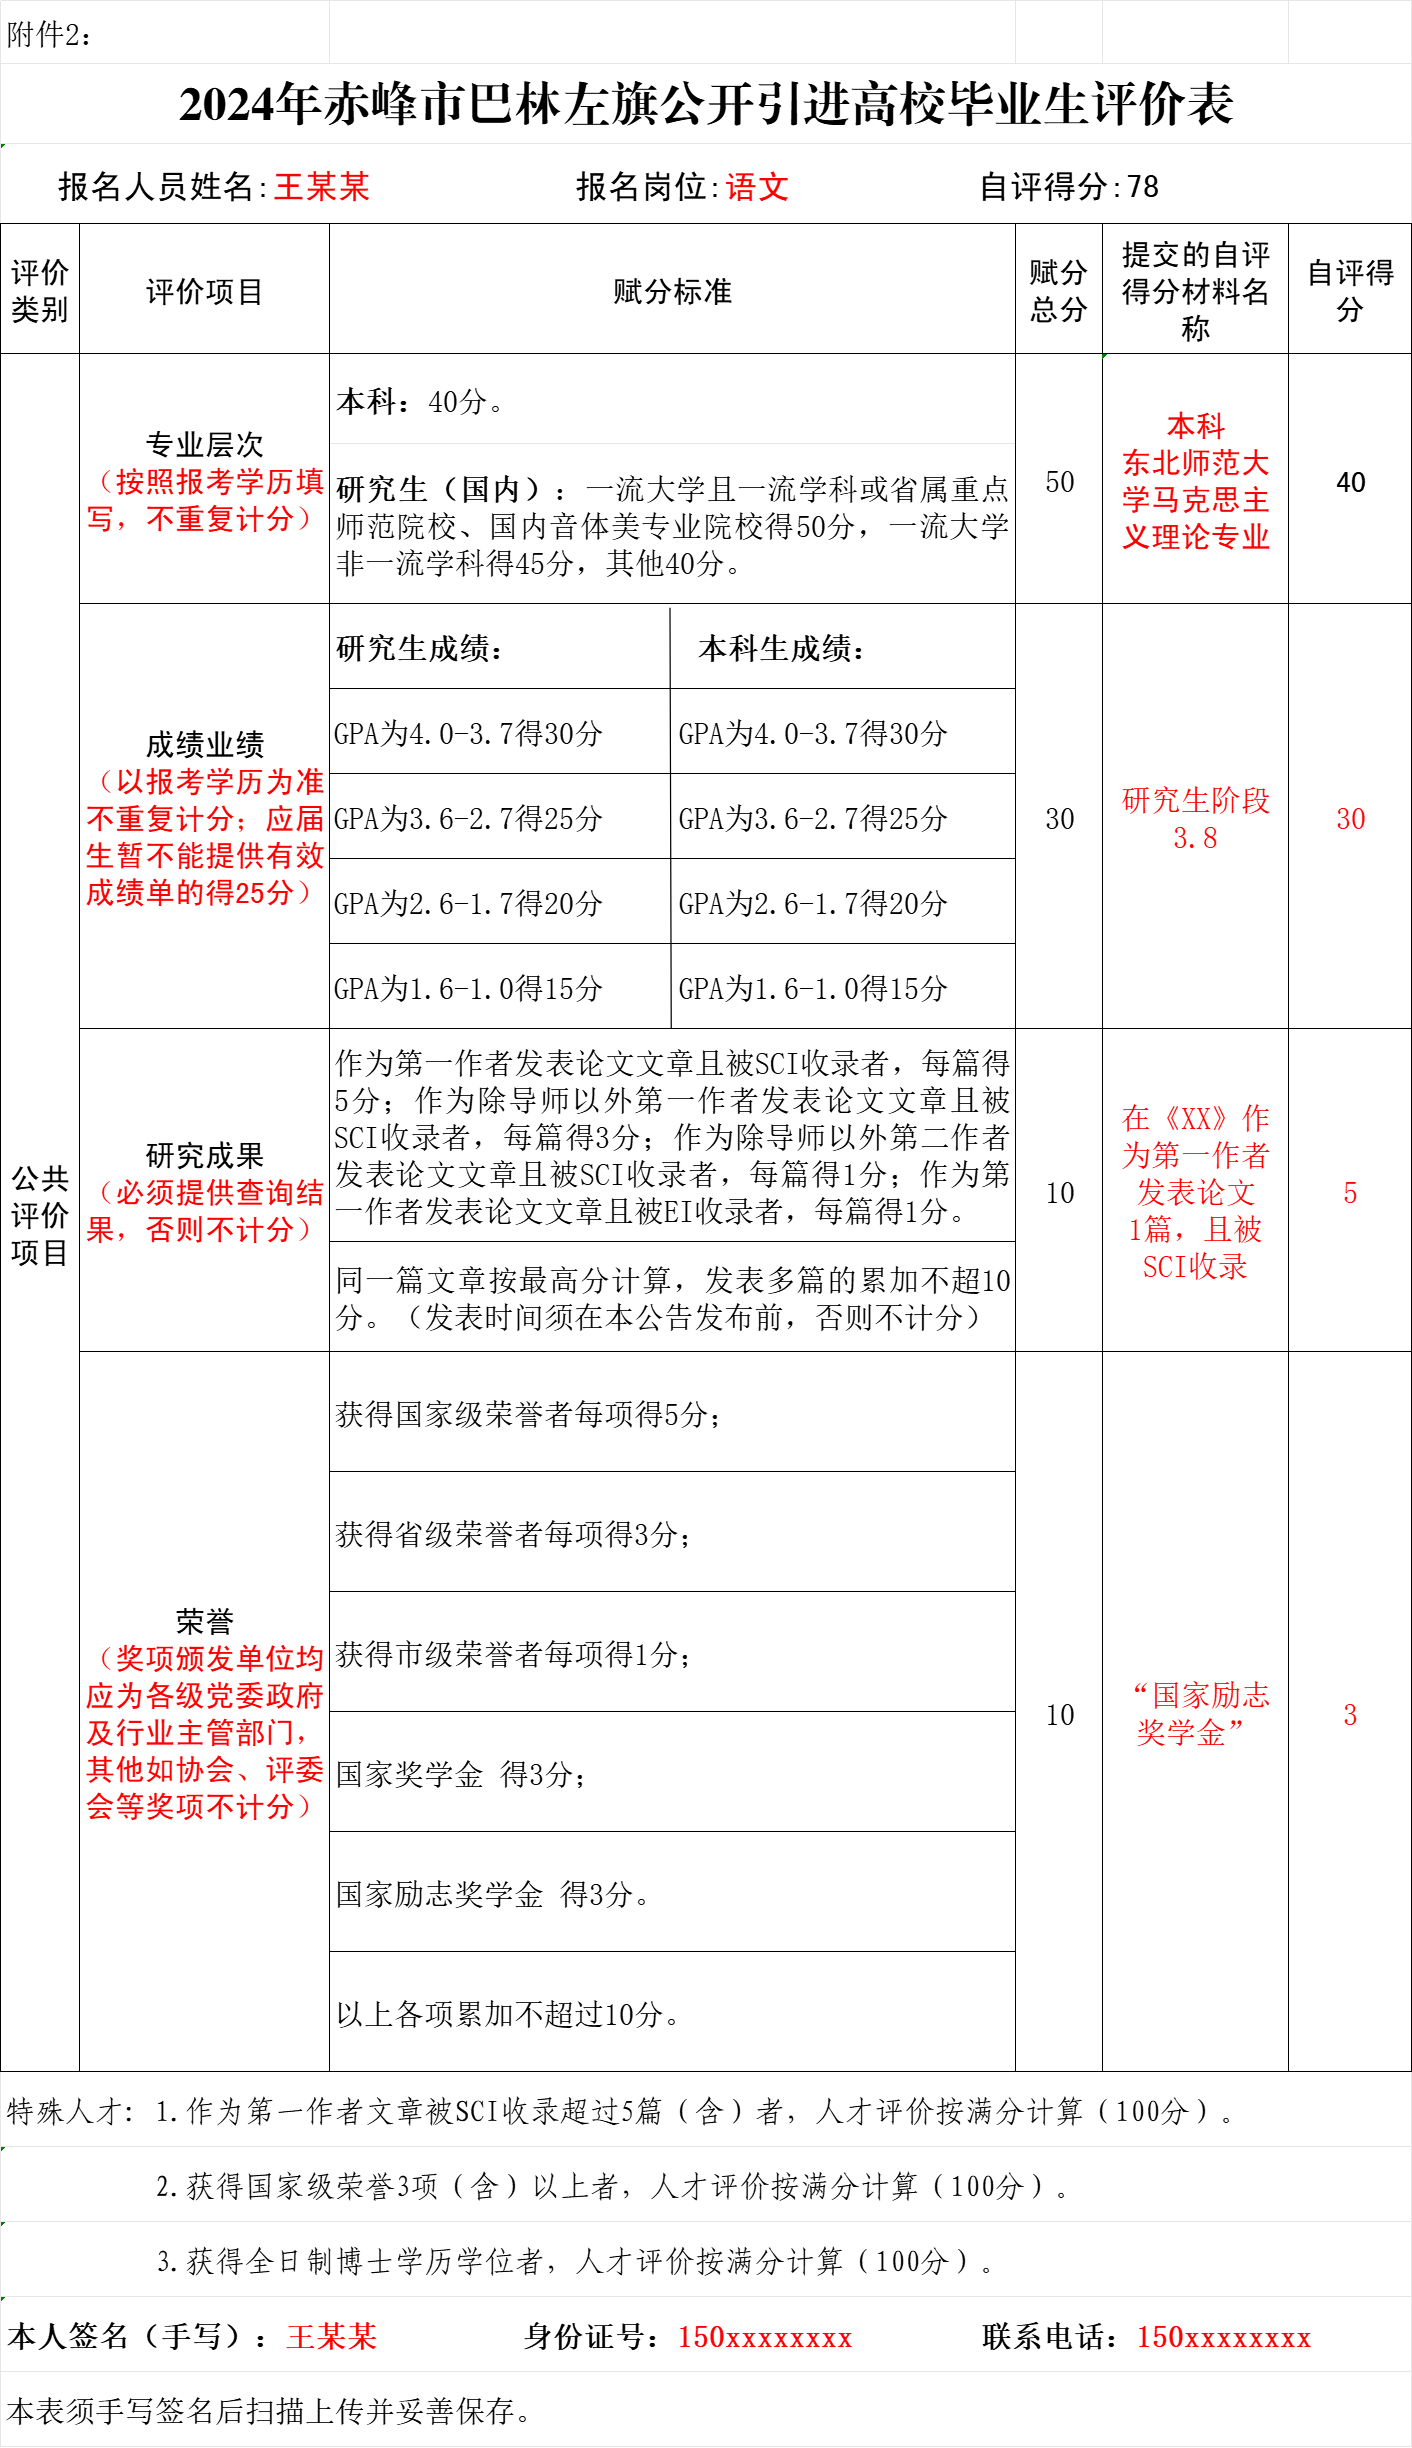 附件2：
2024年赤峰市巴林左旗公开引进高校毕业生评价表
报名人员姓名:王某某 报名岗位:语文 自评得分:78
评价
类别
评价项目
赋分标准
赋分
总分
提交的自评
得分材料名
称
自评得
分
公共
评价
项目
专业层次
（按照报考学历填
写，不重复计分）
本科：40分。
研究生（国内）：一流大学且一流学科或省属重点
师范院校、国内音体美专业院校得50分，一流大学
非一流学科得45分，其他40分。
50
本科
东北师范大
学马克思主
义理论专业
40
成绩业绩
（以报考学历为准
不重复计分；应届
生暂不能提供有效
成绩单的得25分）
研究生成绩： 本科生成绩：
GPA为4.0-3.7得30分 GPA为4.0-3.7得30分
GPA为3.6-2.7得25分 GPA为3.6-2.7得25分
GPA为2.6-1.7得20分 GPA为2.6-1.7得20分
GPA为1.6-1.0得15分 GPA为1.6-1.0得15分
30
研究生阶段
3.8
30
研究成果
（必须提供查询结
果，否则不计分）
作为第一作者发表论文文章且被SCI收录者，每篇得
5分；作为除导师以外第一作者发表论文文章且被
SCI收录者，每篇得3分；作为除导师以外第二作者
发表论文文章且被SCI收录者，每篇得1分；作为第
一作者发表论文文章且被EI收录者，每篇得1分。
同一篇文章按最高分计算，发表多篇的累加不超10
分。（发表时间须在本公告发布前，否则不计分）
10
在《XX》作
为第一作者
发表论文
1篇，且被
SCI收录
5
荣誉
（奖项颁发单位均
应为各级党委政府
及行业主管部门，
其他如协会、评委
会等奖项不计分）
获得国家级荣誉者每项得5分；
获得省级荣誉者每项得3分；
获得市级荣誉者每项得1分；
国家奖学金 得3分；
国家励志奖学金 得3分。
以上各项累加不超过10分。
10
“国家励志
奖学金”
3
特殊人才：1.作为第一作者文章被SCI收录超过5篇（含）者，人才评价按满分计算（100分）。
2.获得国家级荣誉3项（含）以上者，人才评价按满分计算（100分）。
3.获得全日制博士学历学位者，人才评价按满分计算（100分）。
本人签名（手写）：王某某 身份证号：150xxxxxxxx 联系电话：150xxxxxxxx
本表须手写签名后扫描上传并妥善保存。